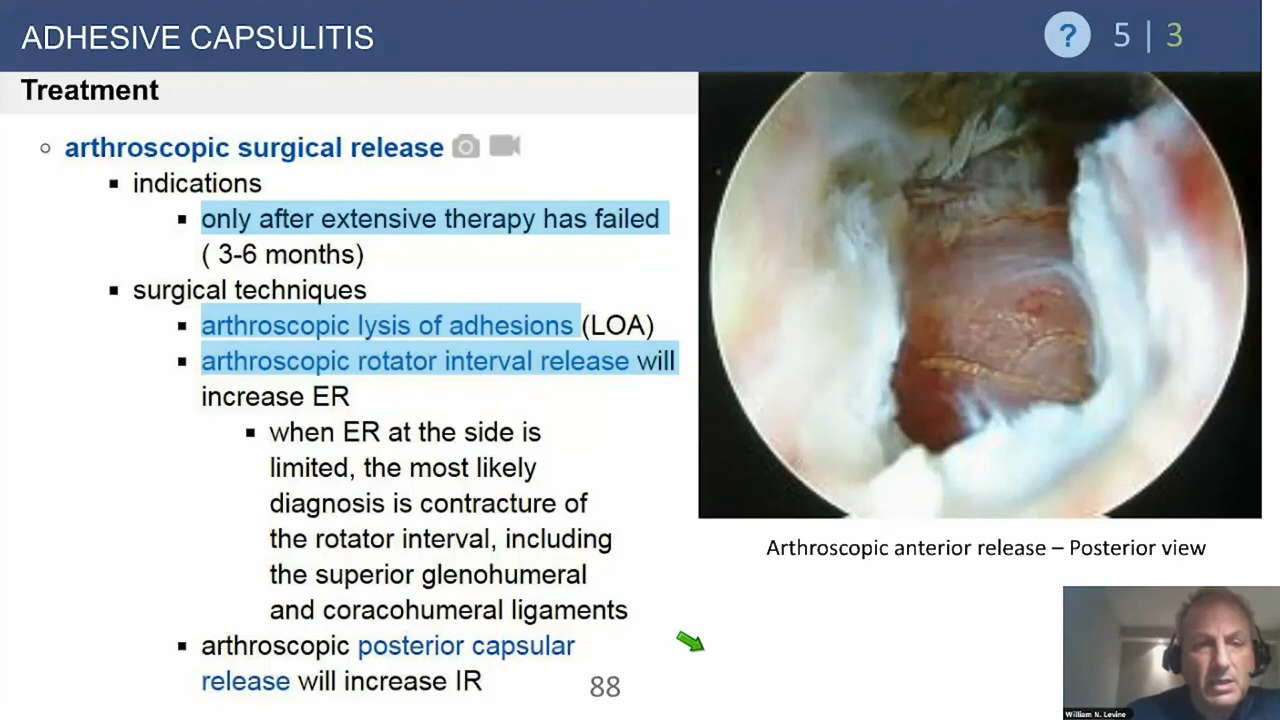 ADHESIVE CAPSULITIS
? 5 | 3
Treatment
arthroscopic surgical release
indications
only after extensive therapy has failed
( 3-6 months)
surgical techniques
arthroscopic lysis of adhesions (LOA)
arthroscopic rotator interval release will
increase ER
when ER at the side is
limited, the most likely
diagnosis is contracture of
the rotator interval, including
the superior glenohumeral
and coracohumeral ligaments
arthroscopic posterior capsular
release will increase IR
88
Arthroscopic anterior release – Posterior view
William N. Levine